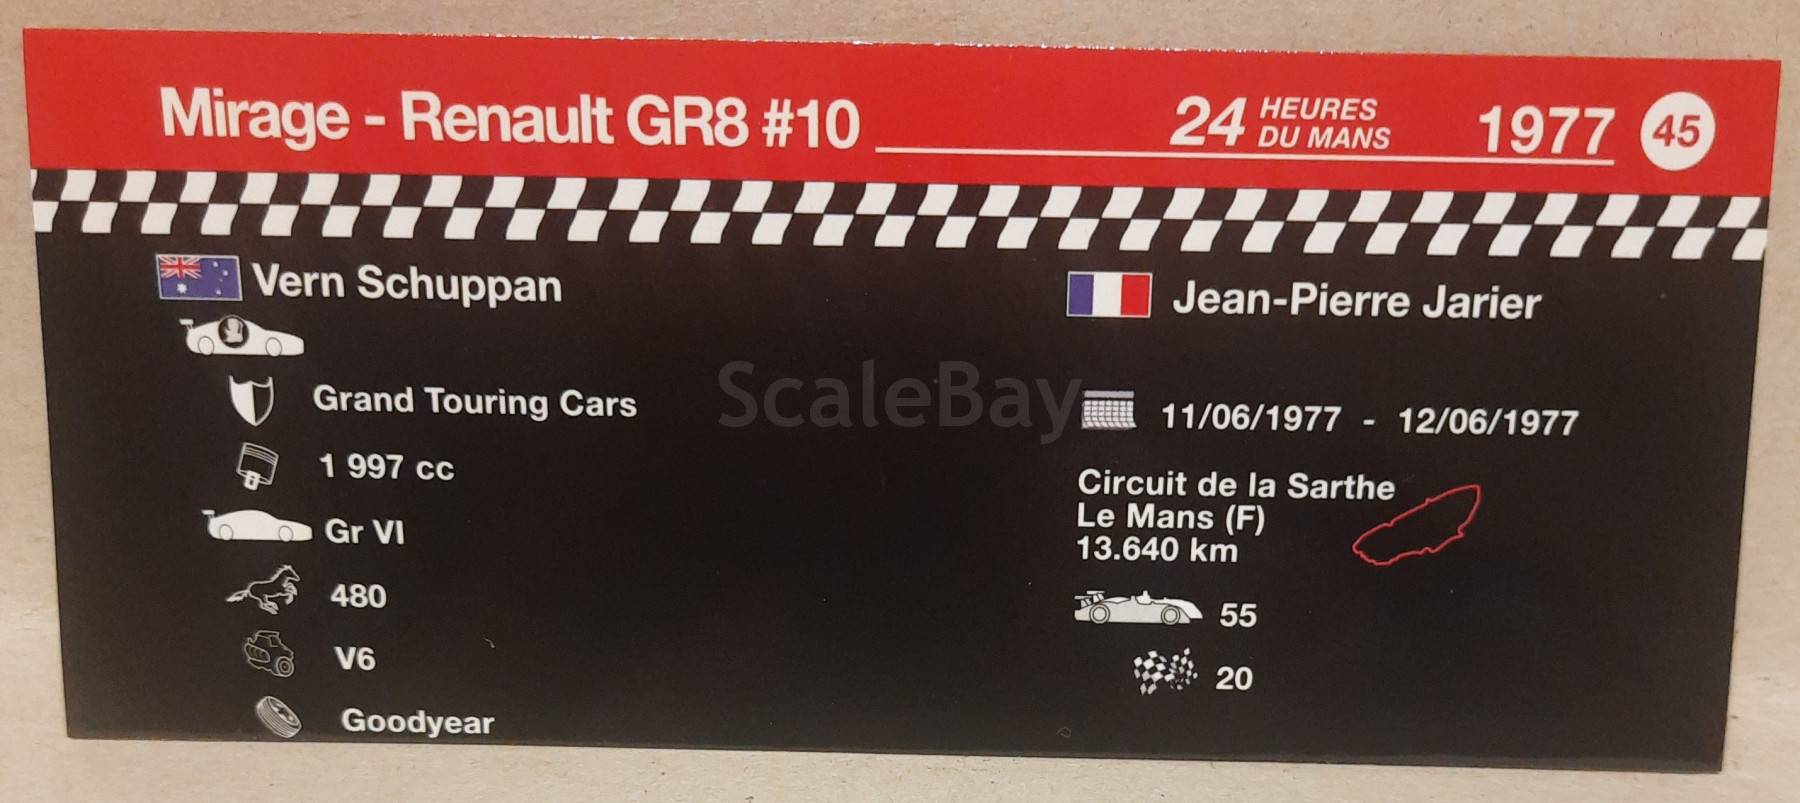 Mirage - Renault GR8 #10
24 HEURES DU MANS 1977 45
Vern Schuppan
Jean-Pierre Jarier
Grand Touring Cars
1 997 cc
Gr VI
480
V6
Goodyear
11/06/1977 - 12/06/1977
Circuit de la Sarthe
Le Mans (F)
13.640 km
55
20
ScaleBay